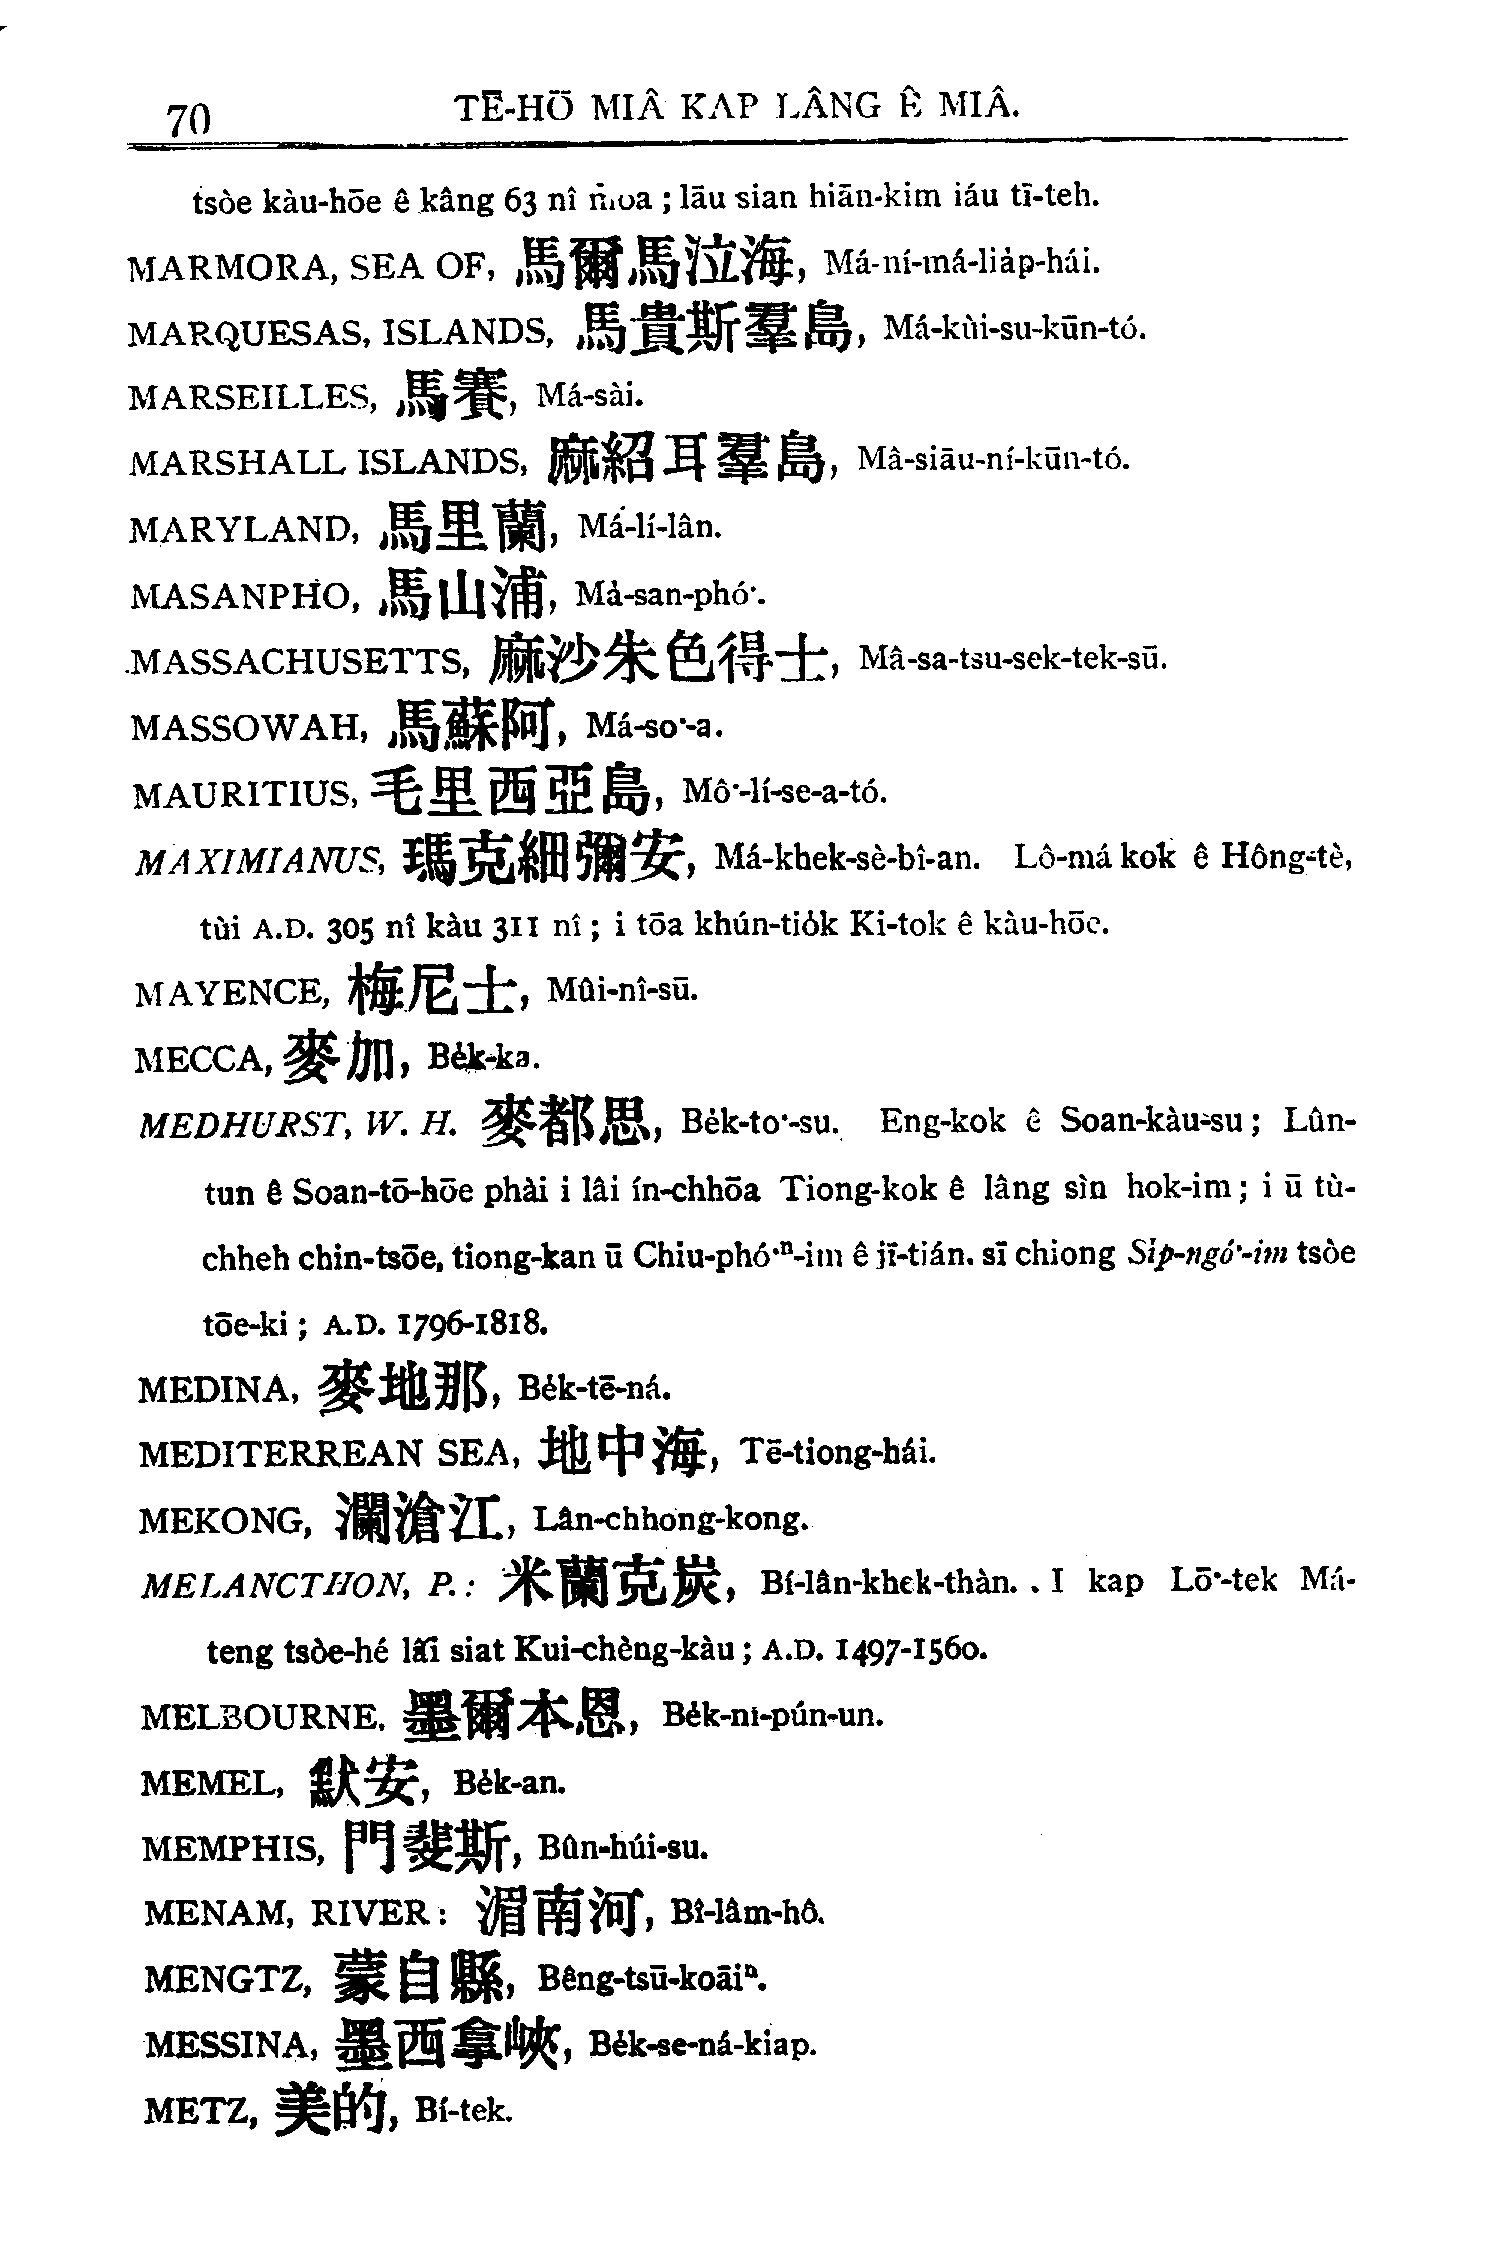 70 TĒ-HŌ MIÂ KAP LÂNG Ê MIÂ.
tsòe kàu-hōe ê kâng 63 nî ; lāu sian hiān-kim iáu tī-teh.
MARMORA, SEA OF, 馬爾馬泣海, Má-ní-má-lia̍p-hái.
MARQUESAS, ISLANDS, 馬貴斯羣島, Má-kùi-su-kūn-tó.
MARSEILLES, 馬賽, Má-sài.
MARSHALL ISLANDS, 麻紹耳羣島, Mâ-siāu-ní-kūn-tó.
MARYLAND, 馬里蘭, Má-lí-lân.
MASANPHO, 馬山浦, Má-san-phó͘.
MASSACHUSETTS, 麻沙朱色得士, Mâ-sa-tsu-sek-tek-sū.
MASSOWAH, 馬蘇阿, Má-so͘-a.
MAURITIUS, 毛里西亞島, Mô͘-lí-se-a-tó.
MAXIMIANUS, 瑪克細彌安, Má-khek-sè-bî-an. Lô-má kok ê Hông-tè,
tùi A.D. 305 nî kàu 311 nî ; i tōa khún-tio̍k Ki-tok ê kàu-hōe.
MAYENCE, 梅尼士, Mûi-nî-sū.
MECCA, 麥加, Be̍k-ka.
MEDHURST, W. H. 麥都思, Be̍k-to͘-su. Eng-kok ê Soan-kàu-su ; Lûn-
tun ê Soan-tō-hōe phài i lâi ín-chhōa Tiong-kok ê lâng sìn hok-im ; i ū tù-
chheh chin-tsōe, tiong-kan ū Chiu-phó͘ⁿ-im ê jī-tián. sī chiong Si̍p-ngó͘-im tsòe
tōe-ki ; A.D. 1796-1818.
MEDINA, 麥地那, Be̍k-tē-ná.
MEDITERREAN SEA, 地中海, Tē-tiong-hái.
MEKONG, 瀾滄江, Lân-chhong-kong.
MELANCTHON, P. : 米蘭克炭, Bí-lân-khek-thàn. . I kap Lō͘-tek Má-
teng tsòe-hé lâi siat Kui-chèng-kàu ; A.D. 1497-1560.
MELBOURNE, 墨爾本恩, Be̍k-ni-pún-un.
MEMEL, 默安, Be̍k-an.
MEMPHIS, 門斐斯, Bûn-húi-su.
MENAM, RIVER : 湄南河, Bî-lâm-hô.
MENGTZ, 蒙自縣, Bêng-tsū-koāiⁿ.
MESSINA, 墨西拿峽, Be̍k-se-ná-kiap.
METZ, 美的, Bí-tek.